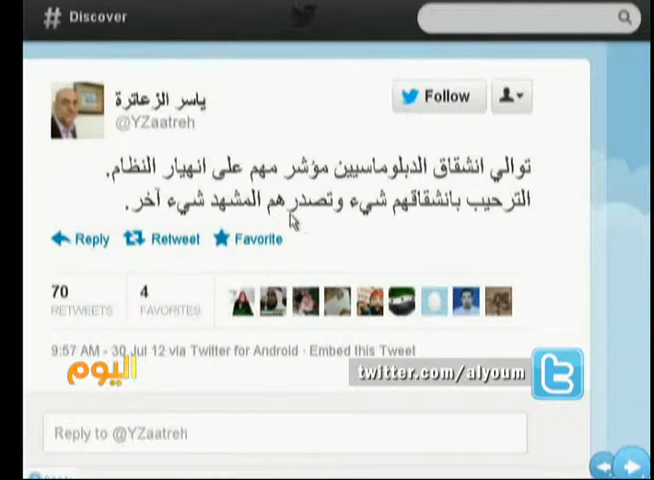 # Discover
ياسر الزعاترة
@YZaatreh
Follow
توالي انشقاق الدبلوماسيين مؤشر مهم على انهيار النظام.
الترحيب بانشقاقهم شيء وتصدرهم المشهد شيء آخر.
Reply Retweet Favorite
70 RETWEETS
4 FAVORITES
9:57 AM - 30 Jul 12 via Twitter for Android · Embed this Tweet
اليوم
twitter.com/alyoum
Reply to @YZaatreh